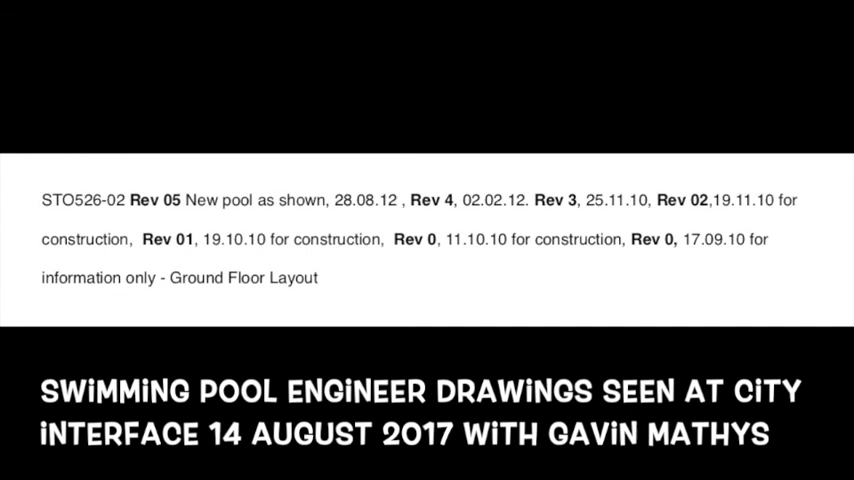 STO526-02 Rev 05 New pool as shown, 28.08.12 , Rev 4, 02.02.12. Rev 3, 25.11.10, Rev 02,19.11.10 for
construction, Rev 01, 19.10.10 for construction, Rev 0, 11.10.10 for construction, Rev 0, 17.09.10 for
information only - Ground Floor Layout
SWiMMiNG POOL ENGiNEER DRAWiNGS SEEN AT CiTY
iNTERFACE 14 AUGUST 2017 WiTH GAViN MATHYS